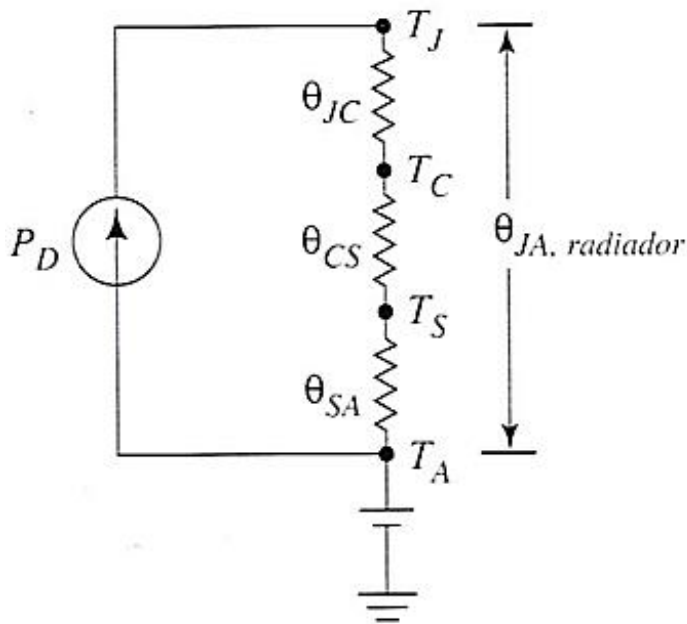 T_J
θ_JC
T_C
P_D
θ_CS
θ_JA, radiador
T_S
θ_SA
T_A